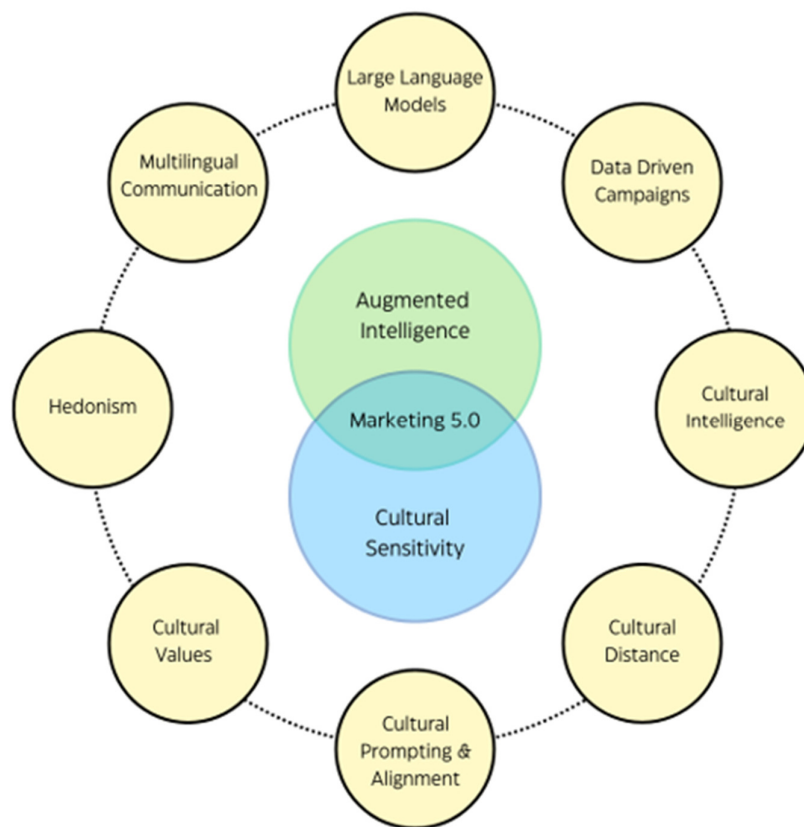 Large Language
Models
Data Driven
Campaigns
Cultural
Intelligence
Cultural
Distance
Cultural
Prompting &
Alignment
Cultural
Values
Hedonism
Multilingual
Communication
Augmented
Intelligence
Marketing 5.0
Cultural
Sensitivity